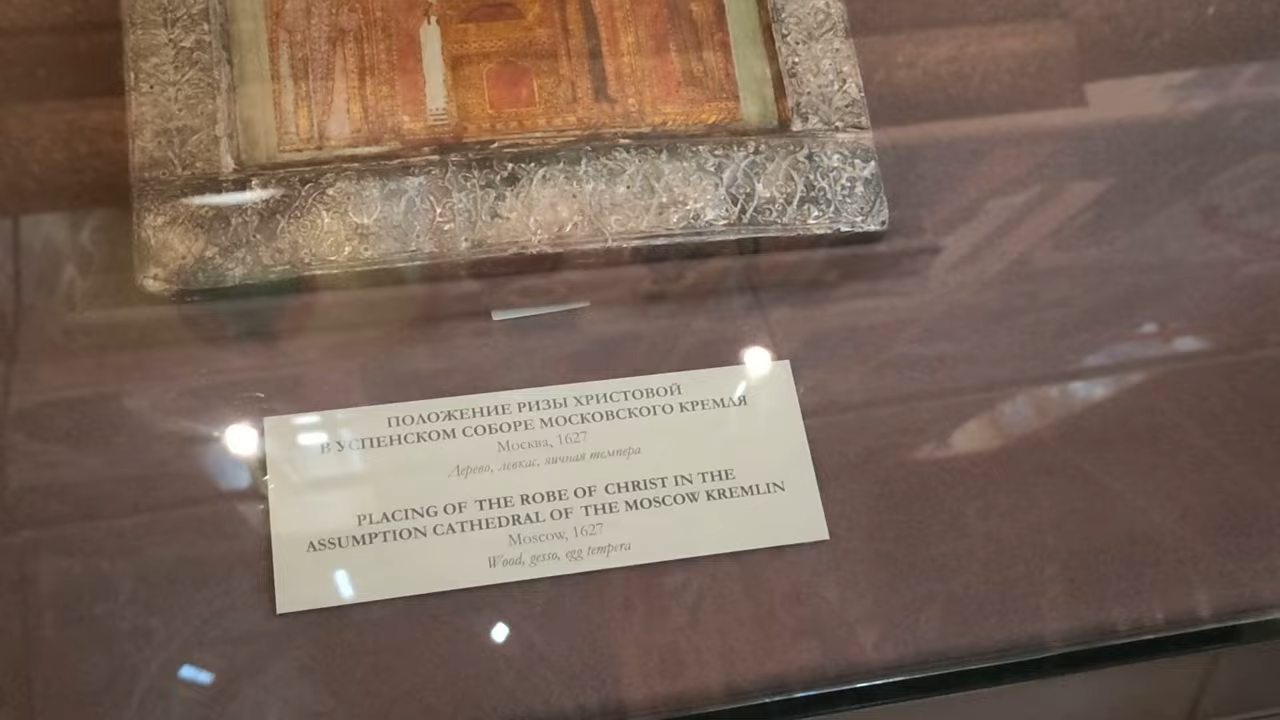 ПОЛОЖЕНИЕ РИЗЫ ХРИСТОВОЙ
В УСПЕНСКОМ СОБОРЕ МОСКОВСКОГО КРЕМЛЯ
Москва, 1627
Дерево, левкас, яичная темпера
PLACING OF THE ROBE OF CHRIST IN THE
ASSUMPTION CATHEDRAL OF THE MOSCOW KREMLIN
Moscow, 1627
Wood, gesso, egg tempera